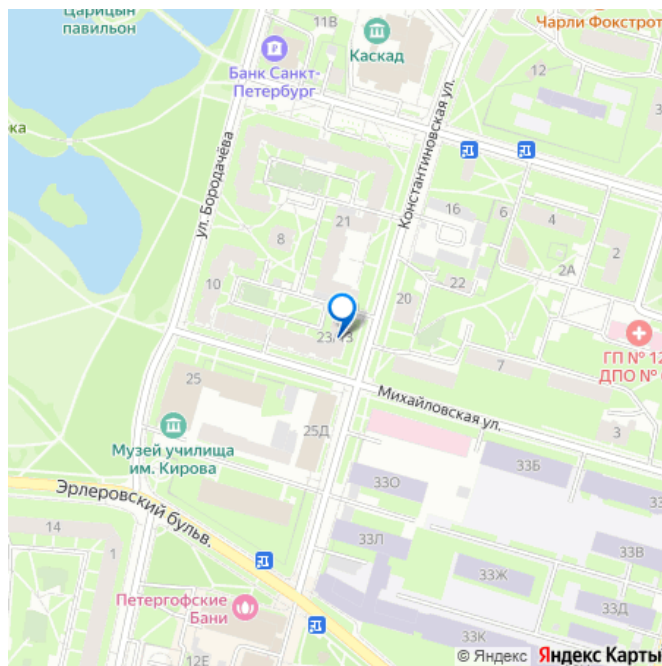 Царицын
павильон
11В
Каскад
Чарли Фокстрот
12
Банк Санкт-
Петербург
ул. Бородачёва
Константиновская ул.
21
16
6
4
8
2
2А
10
22
20
23/13
ГП № 12
ДПО №
7
25
Михайловская ул.
25Д
3
Музей училища
им. Кирова
33Б
33О
Эрлеровский бульв.
14
1
33Л
33В
33Ж
Петергофские
Бани
33Д
12Е
33К
© Яндекс Яндекс Карты